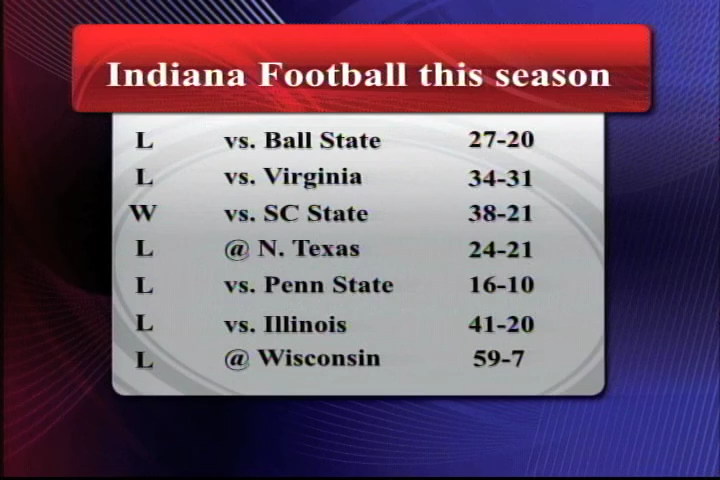 Indiana Football this season
L vs. Ball State 27-20
L vs. Virginia 34-31
W vs. SC State 38-21
L @ N. Texas 24-21
L vs. Penn State 16-10
L vs. Illinois 41-20
L @ Wisconsin 59-7